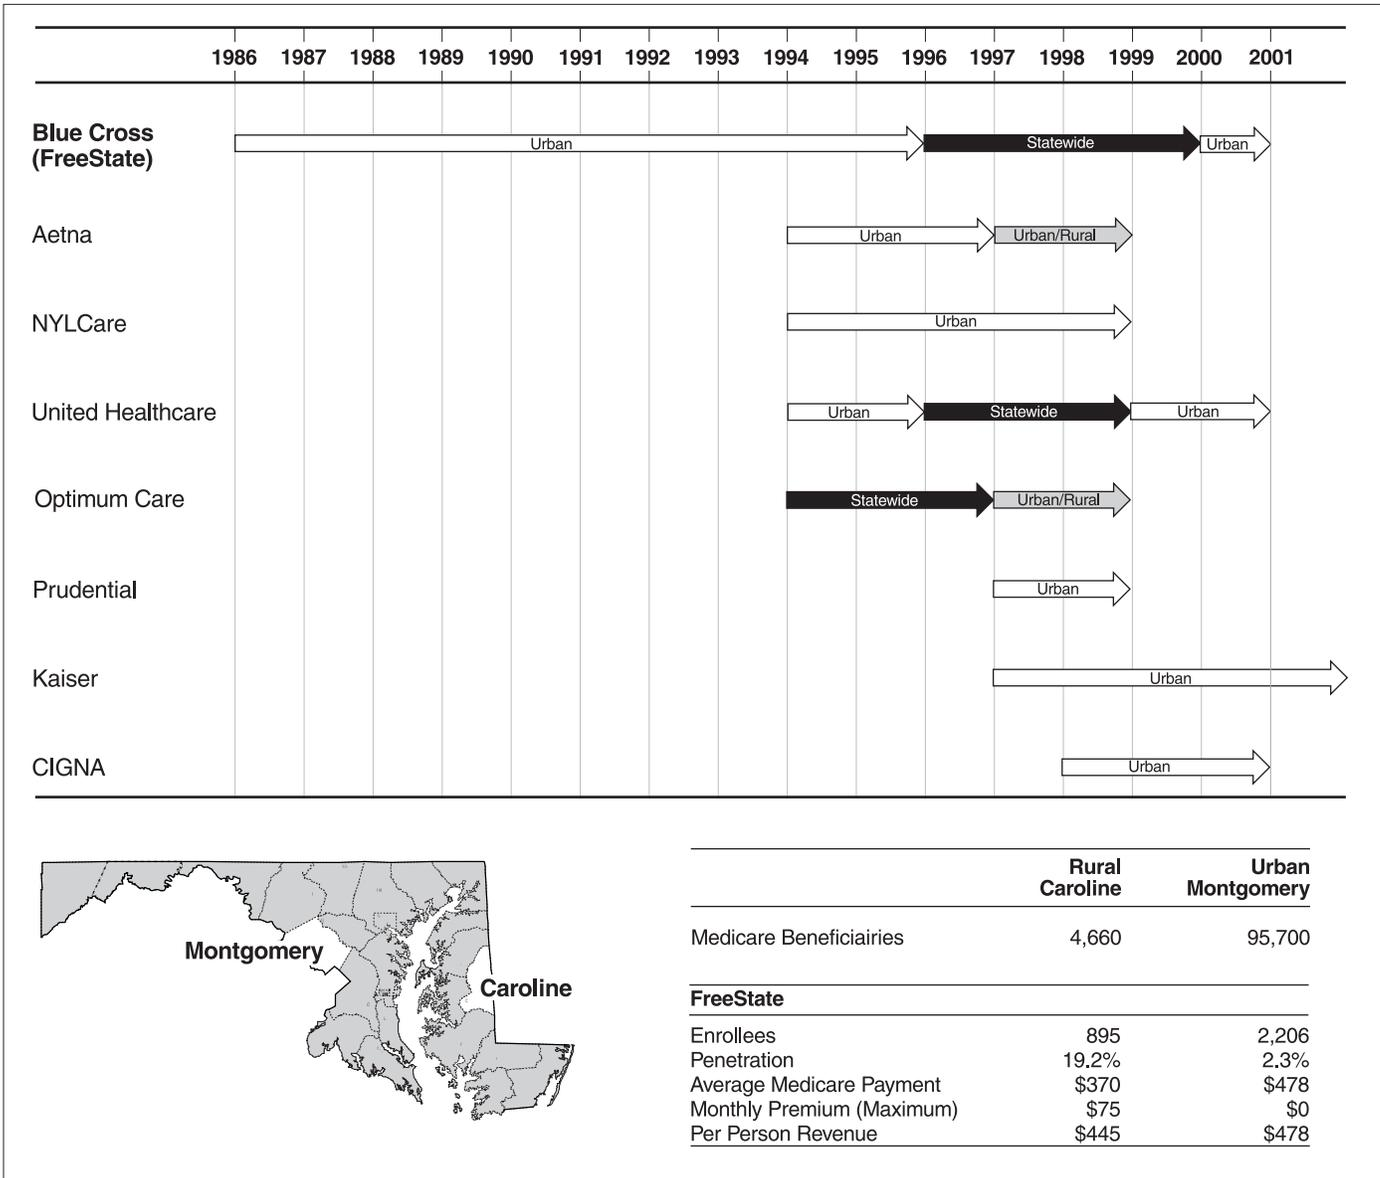 1986 1987 1988 1989 1990 1991 1992 1993 1994 1995 1996 1997 1998 1999 2000 2001
Blue Cross
(FreeState)
Urban Statewide Urban
Aetna Urban Urban/Rural
NYLCare Urban
United Healthcare Urban Statewide Urban
Optimum Care Statewide Urban/Rural
Prudential Urban
Kaiser Urban
CIGNA Urban
Montgomery
Caroline
Rural Urban
Caroline Montgomery
Medicare Beneficiairies 4,660 95,700
FreeState
Enrollees 895 2,206
Penetration 19.2% 2.3%
Average Medicare Payment $370 $478
Monthly Premium (Maximum) $75 $0
Per Person Revenue $445 $478